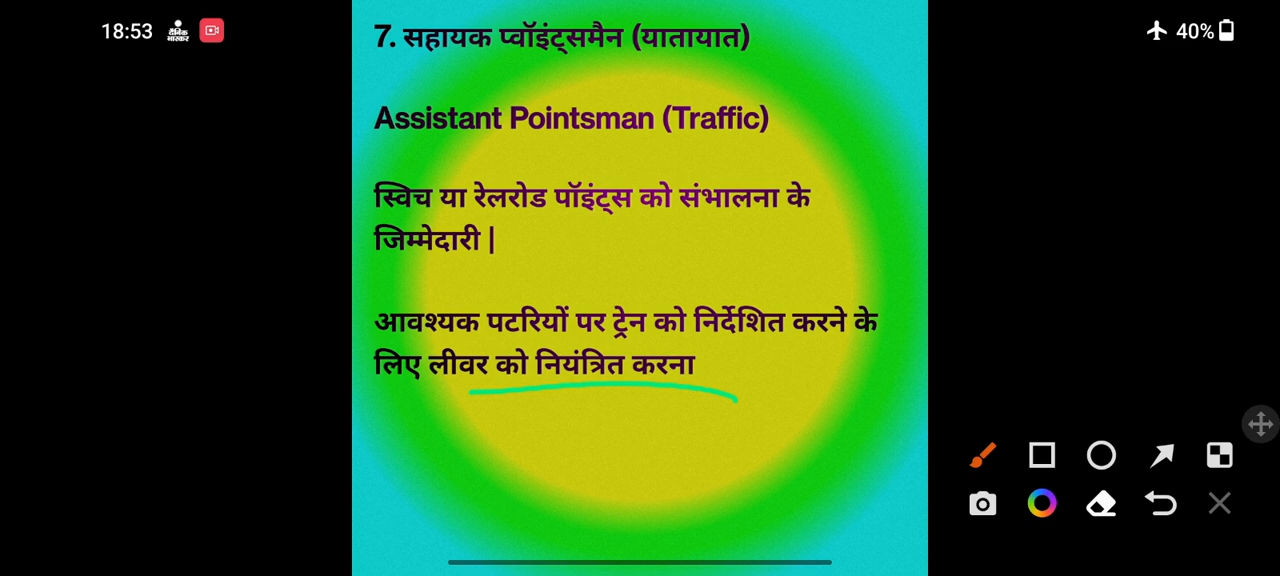 18:53
दैनिक
भास्कर
40%
7. सहायक प्वॉइंट्समैन (यातायात)
Assistant Pointsman (Traffic)
स्विच या रेलरोड पॉइंट्स को संभालना के
जिम्मेदारी |
आवश्यक पटरियों पर ट्रेन को निर्देशित करने के
लिए लीवर को नियंत्रित करना